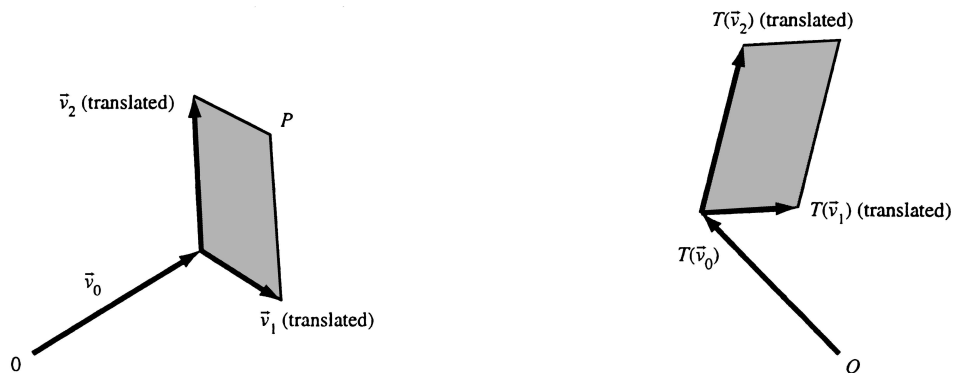 T(v⃗₂) (translated)
v⃗₂ (translated)
P
T(v⃗₁) (translated)
T(v⃗₀)
v⃗₀
v⃗₁ (translated)
0
O